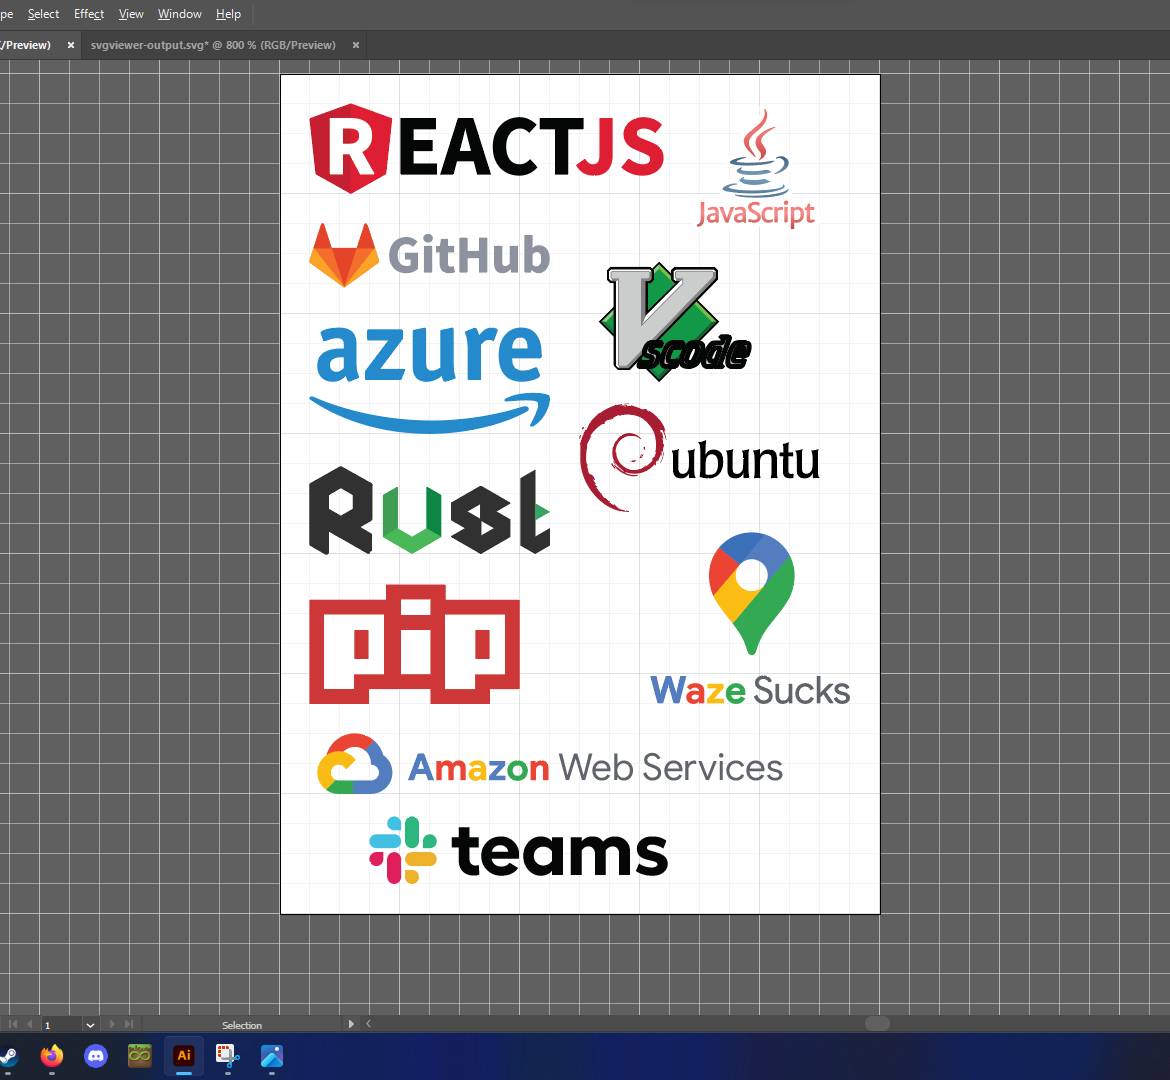 pe Select Effect View Window Help
/Preview) × svgviewer-output.svg* @ 800 % (RGB/Preview) ×
REACTJS
JavaScript
GitHub
Vscode
azure
ubuntu
Rust
pip
Waze Sucks
Amazon Web Services
teams
1 Selection
Ai